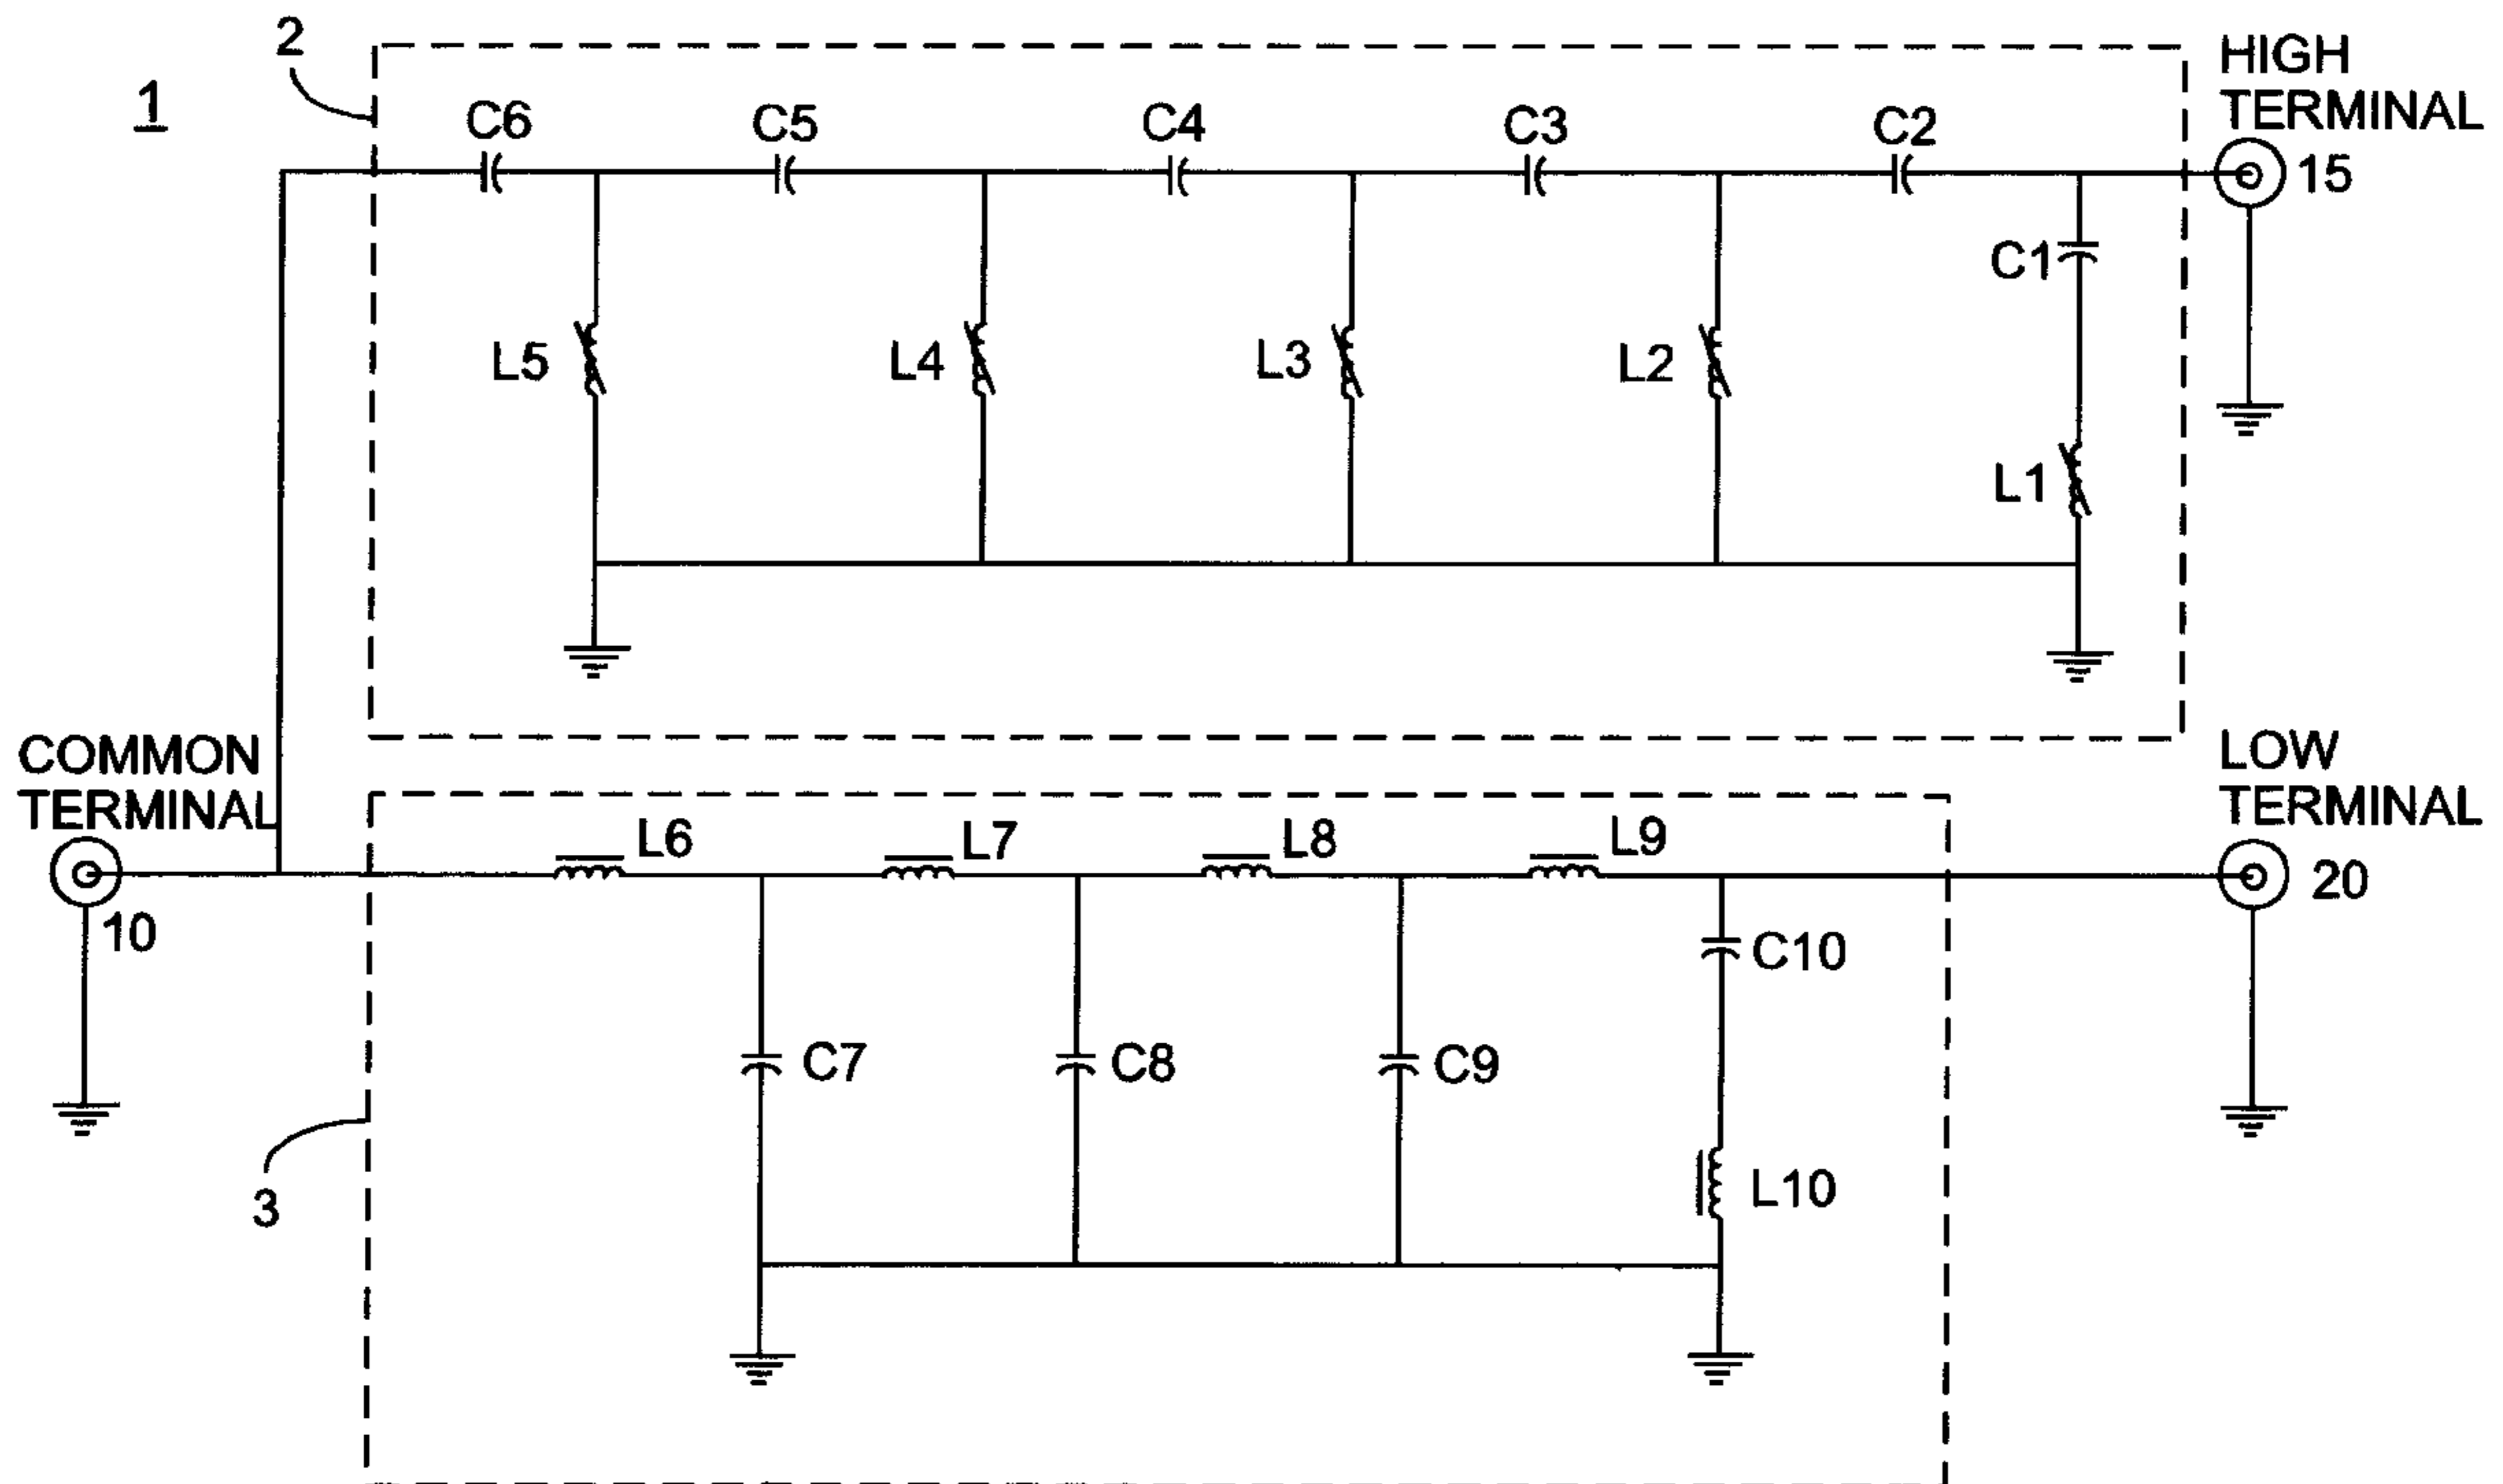 2
1
HIGH
TERMINAL
15
C6
C5
C4
C3
C2
C1
L5
L4
L3
L2
L1
COMMON
TERMINAL
10
LOW
TERMINAL
20
L6
L7
L8
L9
C10
C7
C8
C9
L10
3